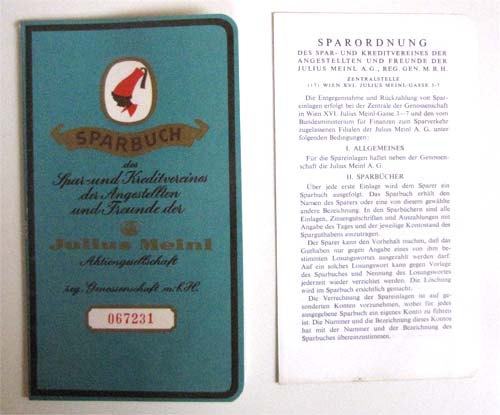 SPARBUCH
des
Spar-und Kreditvereines
der Angestellten
und Freunde der
Julius Meinl
Aktiengesellschaft
reg. Genossenschaft m.b.H.
067231
SPARORDNUNG
DES SPAR- UND KREDITVEREINES DER
ANGESTELLTEN UND FREUNDE DER
JULIUS MEINL A.G., REG. GEN. M. B. H.
ZENTRALSTELLE
(17) WIEN XVI. JULIUS MEINL-GASSE 3-7
Die Entgegennahme und Rückzahlung von Spar-
einlagen erfolgt bei der Zentrale der Genossenschaft
in Wien XVI. Julius Meinl-Gasse 3—7 und des vom
Bundesministerium für Finanzen zum Sparverkehr
zugelassenen Filialen der Julius Meinl A. G. unter
folgenden Bedingungen:
I. ALLGEMEINES
Für die Spareinlagen haftet neben der Genossen-
schaft die Julius Meinl A. G.
II. SPARBÜCHER
Über jede erste Einlage wird dem Sparer ein
Sparbuch ausgefolgt. Das Sparbuch erhält den
Namen des Sparers oder eine von diesem gewählte
andere Bezeichnung. In den Sparbüchern sind alle
Einlagen, Zinsengutschriften und Auszahlungen mit
Angabe des Tages und der jeweilige Kontostand des
Sparguthabens einzutragen.
Der Sparer kann den Vorbehalt machen, daß das
Guthaben nur gegen Angabe eines von ihm be-
stimmten Losungswortes ausgezahlt werden darf.
Auf ein solches Losungswort kann gegen Vorlage
des Sparbuches und Nennung des Losungswortes
jederzeit wieder verzichtet werden. Die Löschung
wird im Sparbuch ersichtlich gemacht.
Die Verrechnung der Spareinlagen ist auf ge-
sonderten Konten vorzunehmen, wobei für jedes
ausgegebene Sparbuch ein eigenes Konto zu führen
ist. Die Nummer und die Bezeichnung dieses Kontos
hat mit der Nummer und der Bezeichnung des
Sparbuches übereinzustimmen.